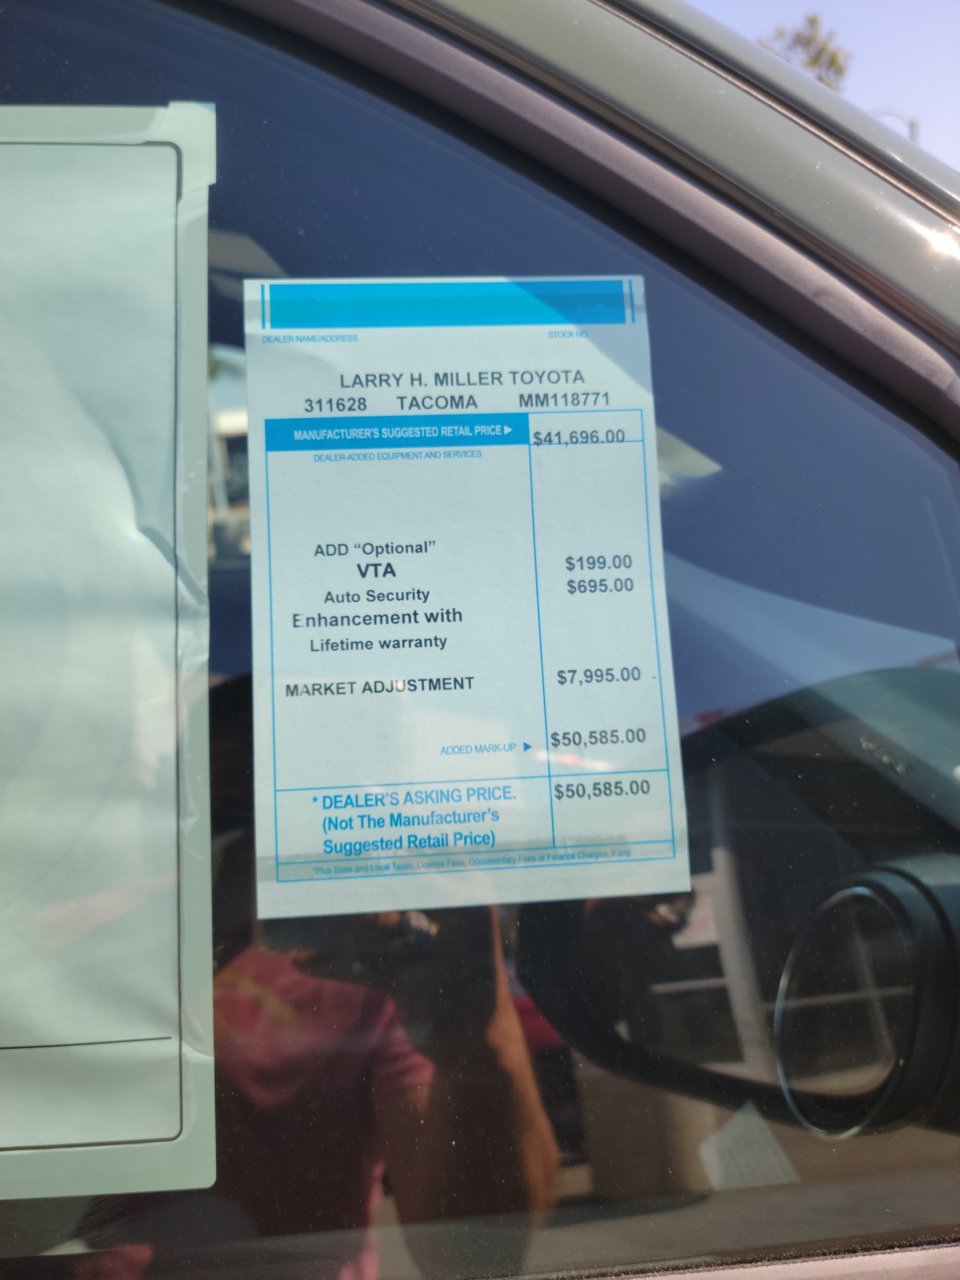 DEALER NAME/ADDRESS STOCK NO.
LARRY H. MILLER TOYOTA
311628 TACOMA MM118771
MANUFACTURER'S SUGGESTED RETAIL PRICE ▶ $41,696.00
DEALER-ADDED EQUIPMENT AND SERVICES
ADD “Optional”
VTA $199.00
Auto Security $695.00
Enhancement with
Lifetime warranty
MARKET ADJUSTMENT $7,995.00
ADDED MARK-UP ▶ $50,585.00
* DEALER'S ASKING PRICE. $50,585.00
(Not The Manufacturer's
Suggested Retail Price)
*Plus State and Local Taxes, License Fees, Documentary Fees or Finance Charges, if any.